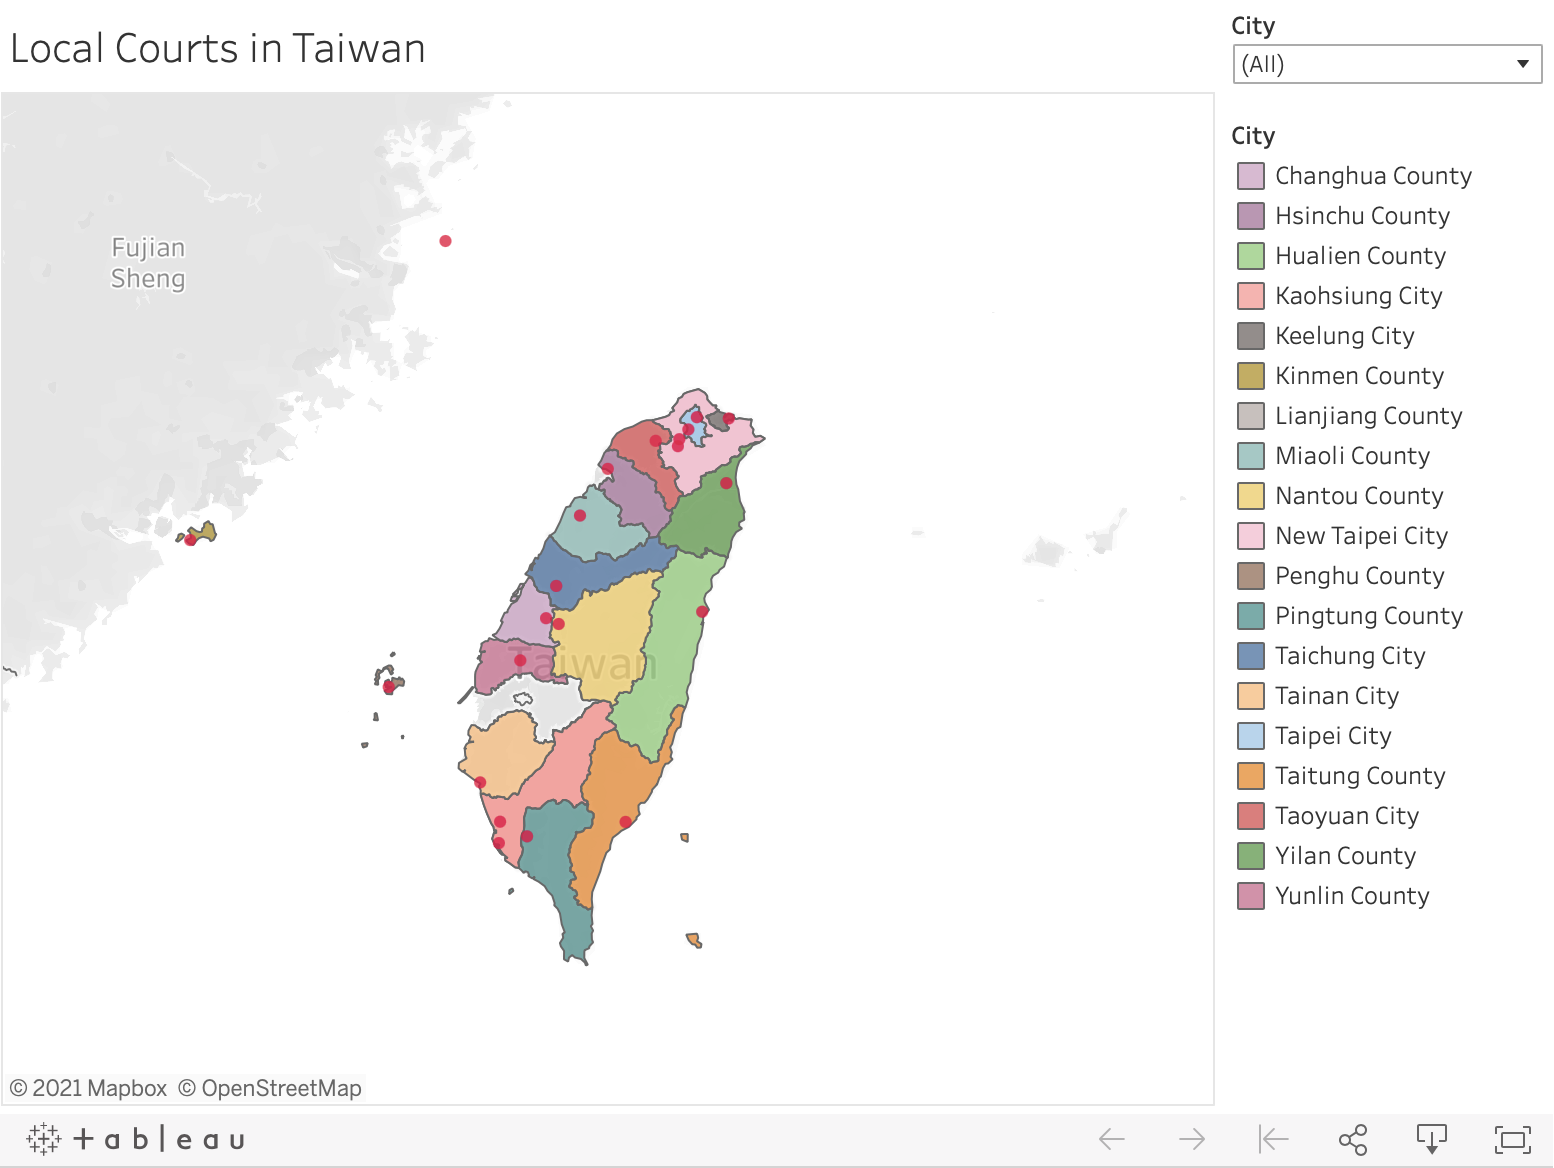 Local Courts in Taiwan
City
(All)
City
Changhua County
Hsinchu County
Hualien County
Kaohsiung City
Keelung City
Kinmen County
Lianjiang County
Miaoli County
Nantou County
New Taipei City
Penghu County
Pingtung County
Taichung City
Tainan City
Taipei City
Taitung County
Taoyuan City
Yilan County
Yunlin County
Fujian
Sheng
Taiwan
© 2021 Mapbox © OpenStreetMap
+ a b | e a u